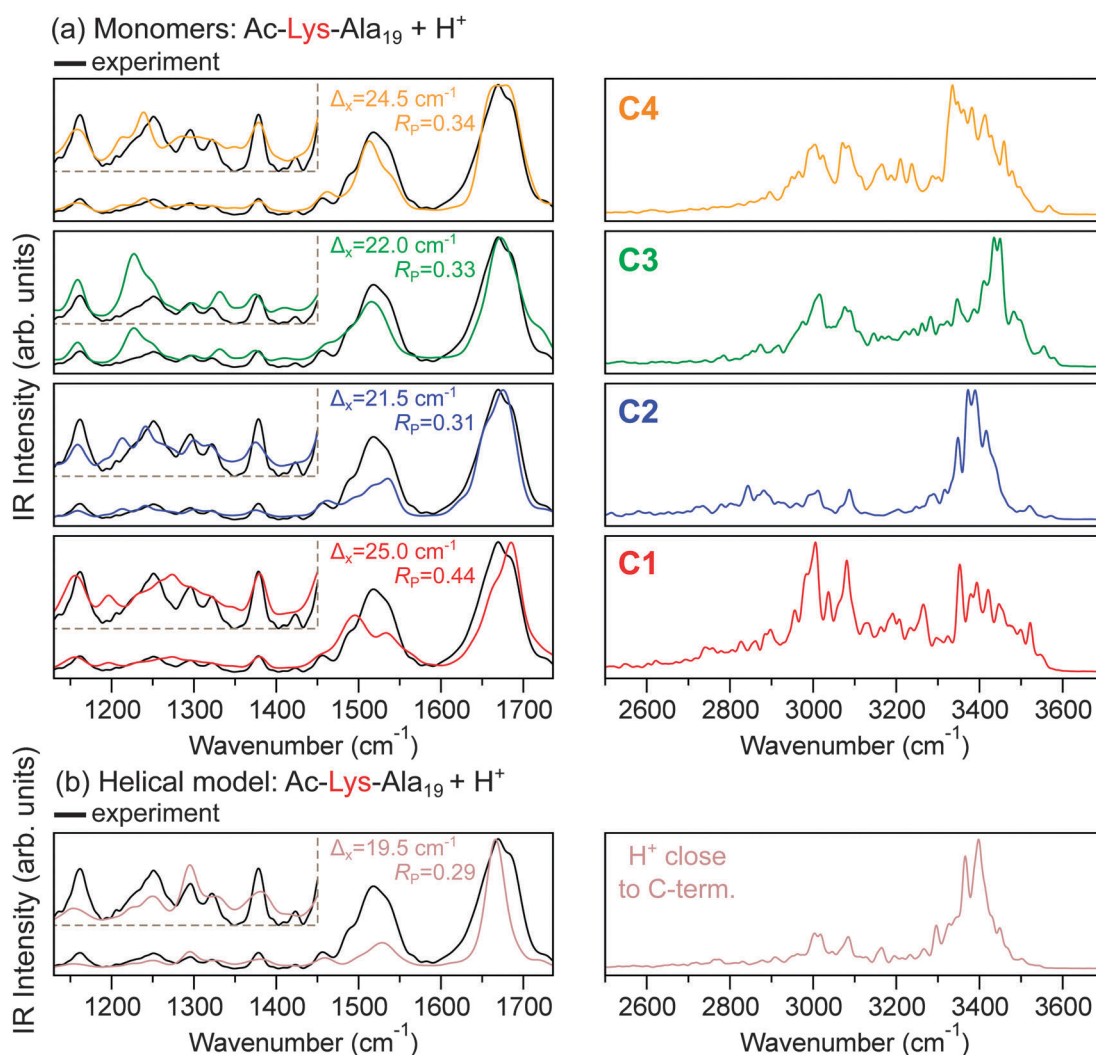 (a) Monomers: Ac-Lys-Ala₁₉ + H⁺
experiment
Δₓ=24.5 cm⁻¹
R_P=0.34
C4
Δₓ=22.0 cm⁻¹
R_P=0.33
C3
Δₓ=21.5 cm⁻¹
R_P=0.31
C2
Δₓ=25.0 cm⁻¹
R_P=0.44
C1
IR Intensity (arb. units)
1200 1300 1400 1500 1600 1700
Wavenumber (cm⁻¹)
2600 2800 3000 3200 3400 3600
Wavenumber (cm⁻¹)
(b) Helical model: Ac-Lys-Ala₁₉ + H⁺
experiment
Δₓ=19.5 cm⁻¹
R_P=0.29
H⁺ close
to C-term.
IR Intensity (arb. units)
1200 1300 1400 1500 1600 1700
Wavenumber (cm⁻¹)
2600 2800 3000 3200 3400 3600
Wavenumber (cm⁻¹)